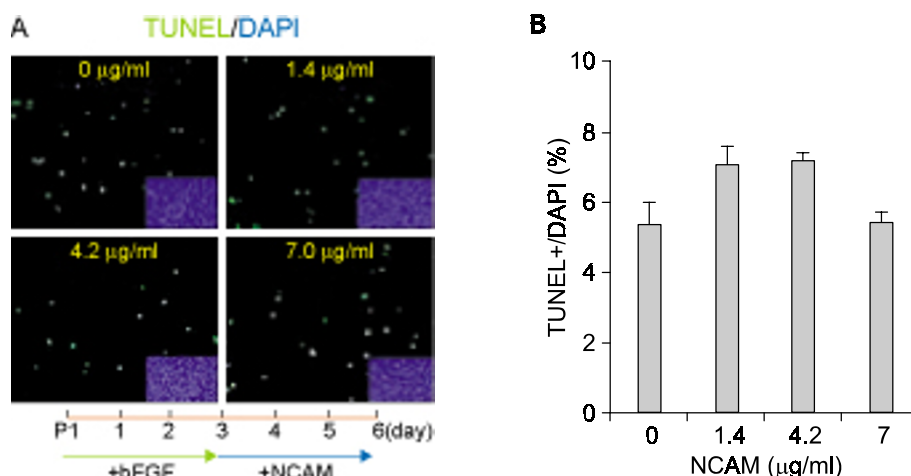 A
TUNEL/DAPI
0 μg/ml
1.4 μg/ml
4.2 μg/ml
7.0 μg/ml
P1 1 2 3 4 5 6(day)
+NCAM
B
TUNEL+/DAPI (%)
10
8
6
4
2
0
0 1.4 4.2 7
NCAM (μg/ml)